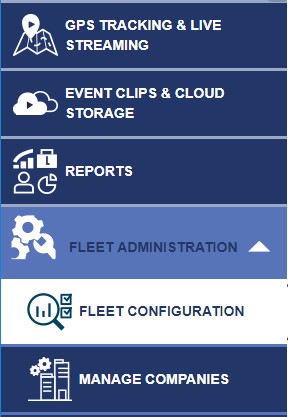 GPS TRACKING & LIVE
STREAMING
EVENT CLIPS & CLOUD
STORAGE
REPORTS
FLEET ADMINISTRATION
FLEET CONFIGURATION
MANAGE COMPANIES